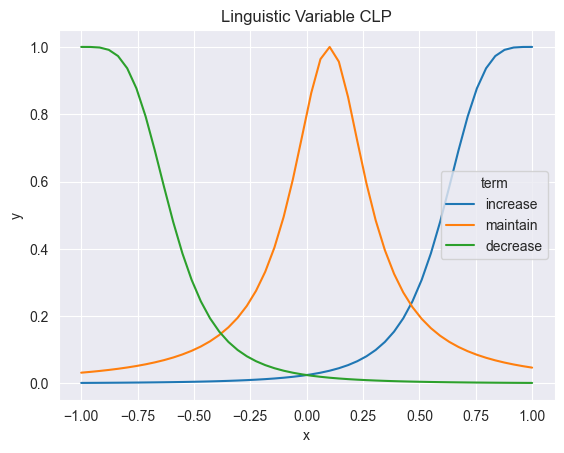 Linguistic Variable CLP
1.0
0.8
0.6
0.4
0.2
0.0
y
term
increase
maintain
decrease
−1.00 −0.75 −0.50 −0.25 0.00 0.25 0.50 0.75 1.00
x